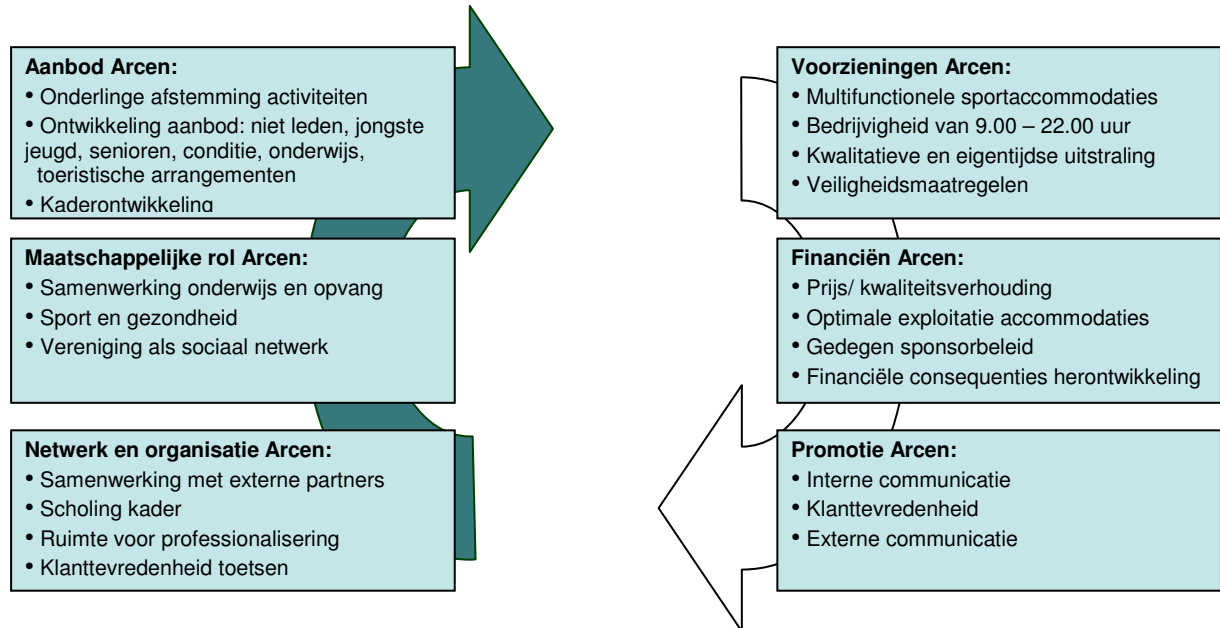 Aanbod Arcen:
• Onderlinge afstemming activiteiten
• Ontwikkeling aanbod: niet leden, jongste
jeugd, senioren, conditie, onderwijs,
toeristische arrangementen
• Kaderontwikkeling
Maatschappelijke rol Arcen:
• Samenwerking onderwijs en opvang
• Sport en gezondheid
• Vereniging als sociaal netwerk
Netwerk en organisatie Arcen:
• Samenwerking met externe partners
• Scholing kader
• Ruimte voor professionalisering
• Klanttevredenheid toetsen
Voorzieningen Arcen:
• Multifunctionele sportaccommodaties
• Bedrijvigheid van 9.00 – 22.00 uur
• Kwalitatieve en eigentijdse uitstraling
• Veiligheidsmaatregelen
Financiën Arcen:
• Prijs/ kwaliteitsverhouding
• Optimale exploitatie accommodaties
• Gedegen sponsorbeleid
• Financiële consequenties herontwikkeling
Promotie Arcen:
• Interne communicatie
• Klanttevredenheid
• Externe communicatie